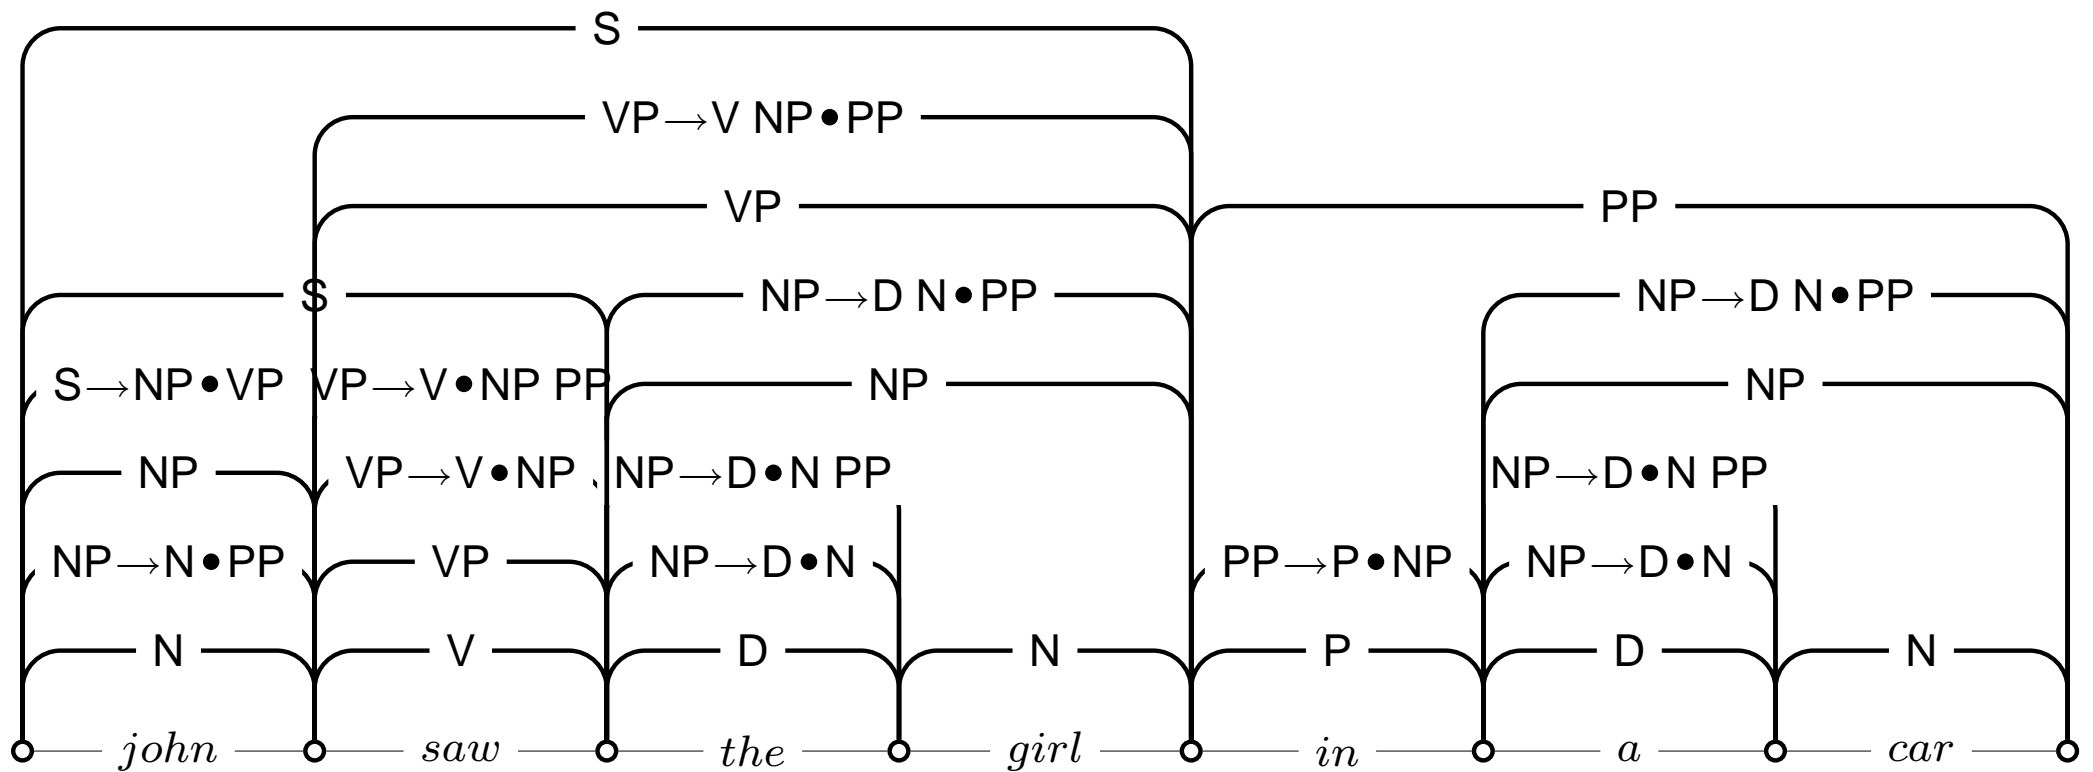 S
VP→V NP•PP
VP PP
S NP→D N•PP NP→D N•PP
S→NP•VP VP→V•NP PP NP NP
NP VP→V•NP NP→D•N PP NP→D•N PP
NP→N•PP VP NP→D•N PP→P•NP NP→D•N
N V D N P D N
john saw the girl in a car